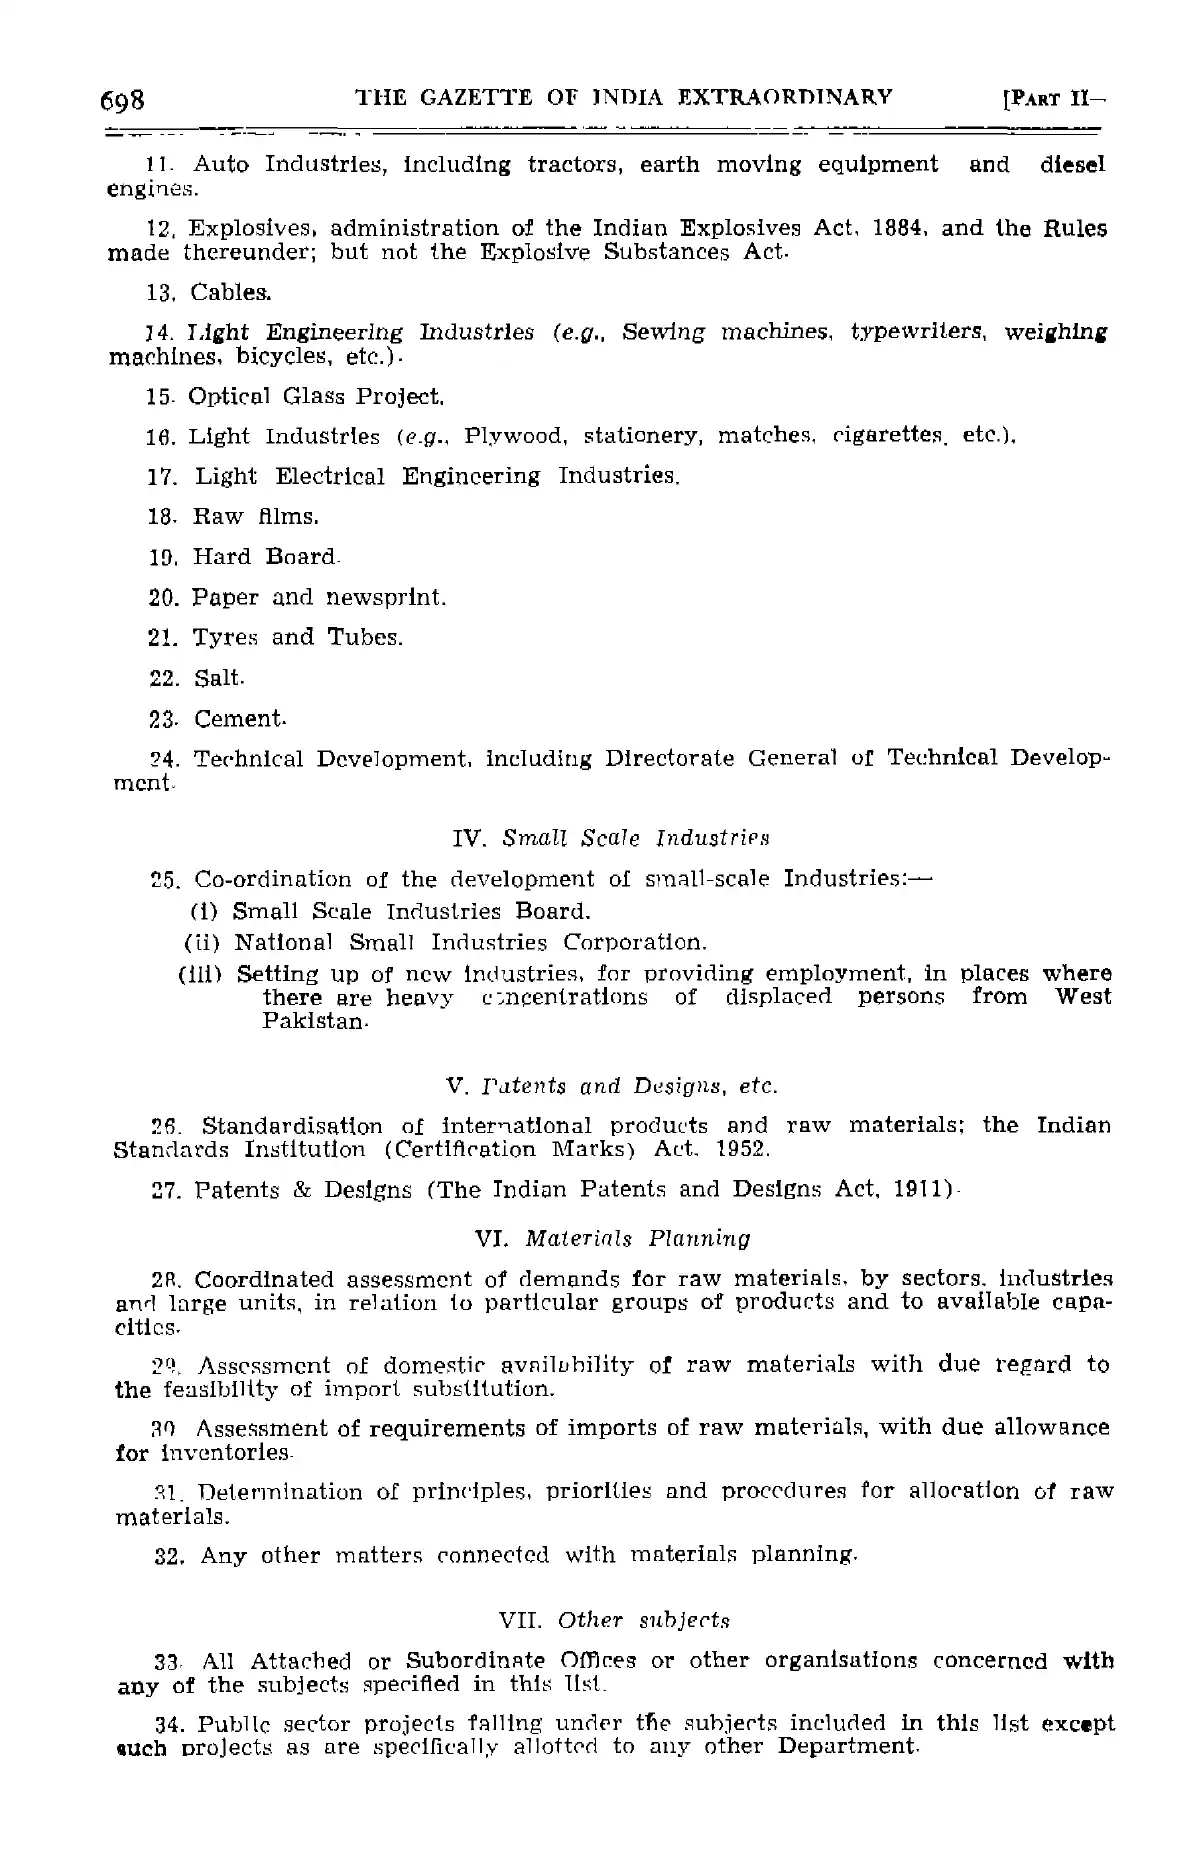 698 THE GAZETTE OF INDIA EXTRAORDINARY [PART II—
11. Auto Industries, including tractors, earth moving equipment and diesel
engines.
12. Explosives, administration of the Indian Explosives Act, 1884, and the Rules
made thereunder; but not the Explosive Substances Act.
13. Cables.
14. Light Engineering Industries (e.g., Sewing machines, typewriters, weighing
machines, bicycles, etc.).
15. Optical Glass Project.
16. Light Industries (e.g., Plywood, stationery, matches, cigarettes, etc.).
17. Light Electrical Engineering Industries.
18. Raw films.
19. Hard Board.
20. Paper and newsprint.
21. Tyres and Tubes.
22. Salt.
23. Cement.
24. Technical Development, including Directorate General of Technical Develop-
ment.
IV. Small Scale Industries
25. Co-ordination of the development of small-scale Industries:—
(i) Small Scale Industries Board.
(ii) National Small Industries Corporation.
(iii) Setting up of new industries, for providing employment, in places where
there are heavy concentrations of displaced persons from West
Pakistan.
V. Patents and Designs, etc.
26. Standardisation of international products and raw materials; the Indian
Standards Institution (Certification Marks) Act, 1952.
27. Patents & Designs (The Indian Patents and Designs Act, 1911).
VI. Materials Planning
28. Coordinated assessment of demands for raw materials, by sectors, industries
and large units, in relation to particular groups of products and to available capa-
cities.
29. Assessment of domestic availability of raw materials with due regard to
the feasibility of import substitution.
30 Assessment of requirements of imports of raw materials, with due allowance
for inventories.
31. Determination of principles, priorities and procedures for allocation of raw
materials.
32. Any other matters connected with materials planning.
VII. Other subjects
33. All Attached or Subordinate Offices or other organisations concerned with
any of the subjects specified in this list.
34. Public sector projects falling under the subjects included in this list except
such projects as are specifically allotted to any other Department.